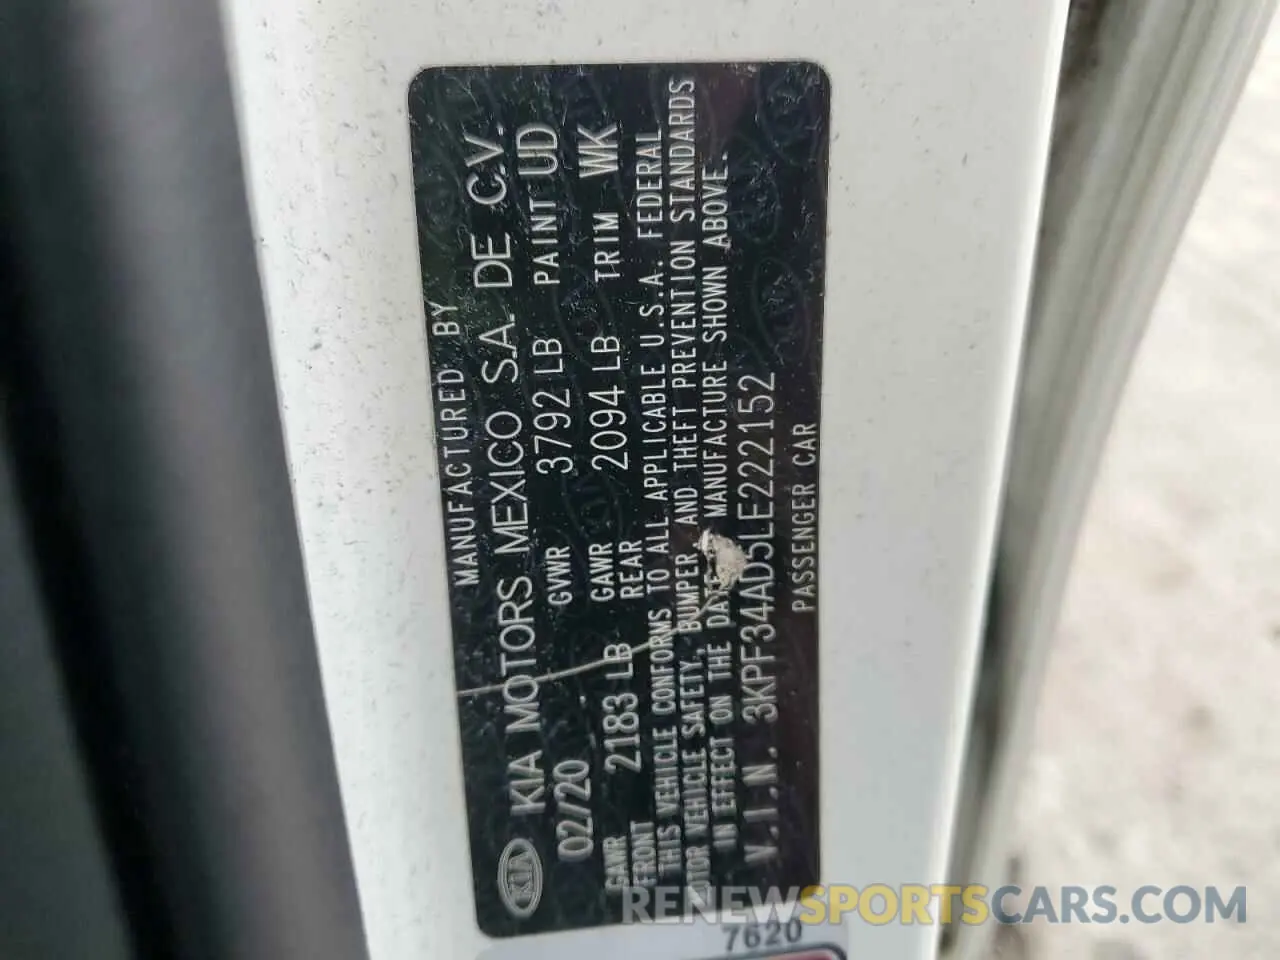 MANUFACTURED BY
KIA KIA MOTORS MEXICO S.A. DE C.V.
02/20 GVWR 3792 LB PAINT UD
GAWR FRONT 2183 LB GAWR REAR 2094 LB TRIM WK
THIS VEHICLE CONFORMS TO ALL APPLICABLE U.S.A. FEDERAL
MOTOR VEHICLE SAFETY, BUMPER AND THEFT PREVENTION STANDARDS
IN EFFECT ON THE DATE MANUFACTURE SHOWN ABOVE.
V.I.N. 3KPF34AD5LE222152
PASSENGER CAR
7620
RENEWSPORTSCARS.COM